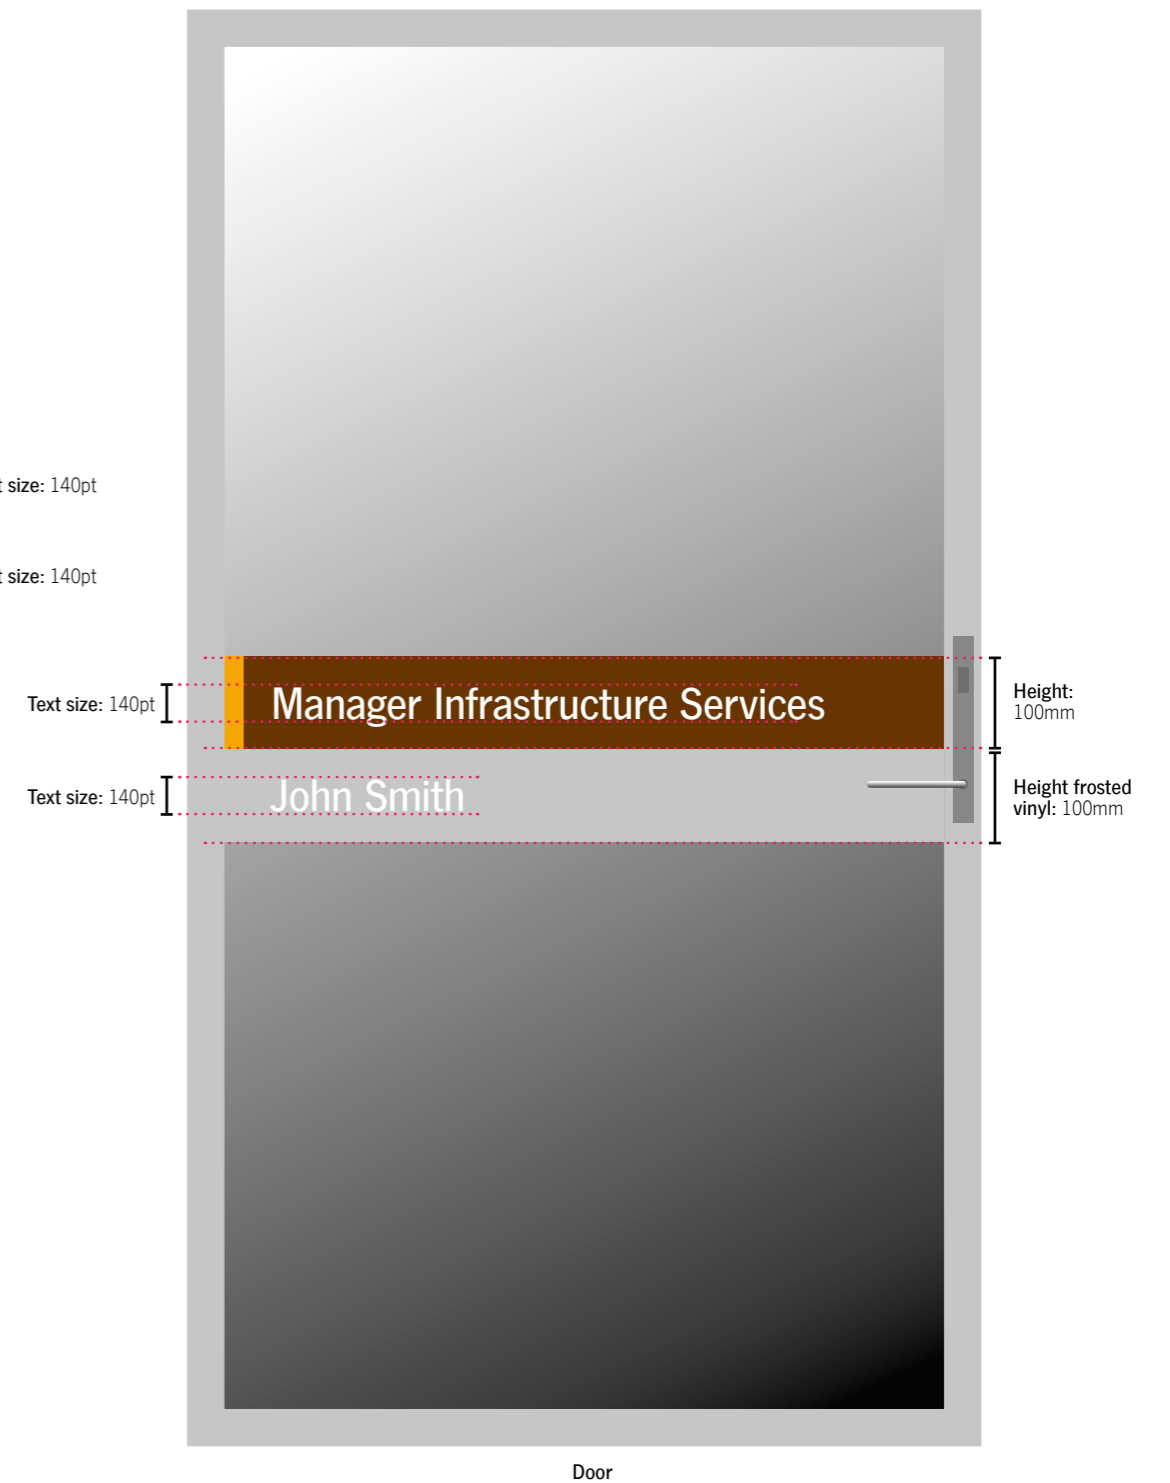 size: 140pt
size: 140pt
Text size: 140pt
Manager Infrastructure Services
Height:
100mm
Text size: 140pt
John Smith
Height frosted
vinyl: 100mm
Door